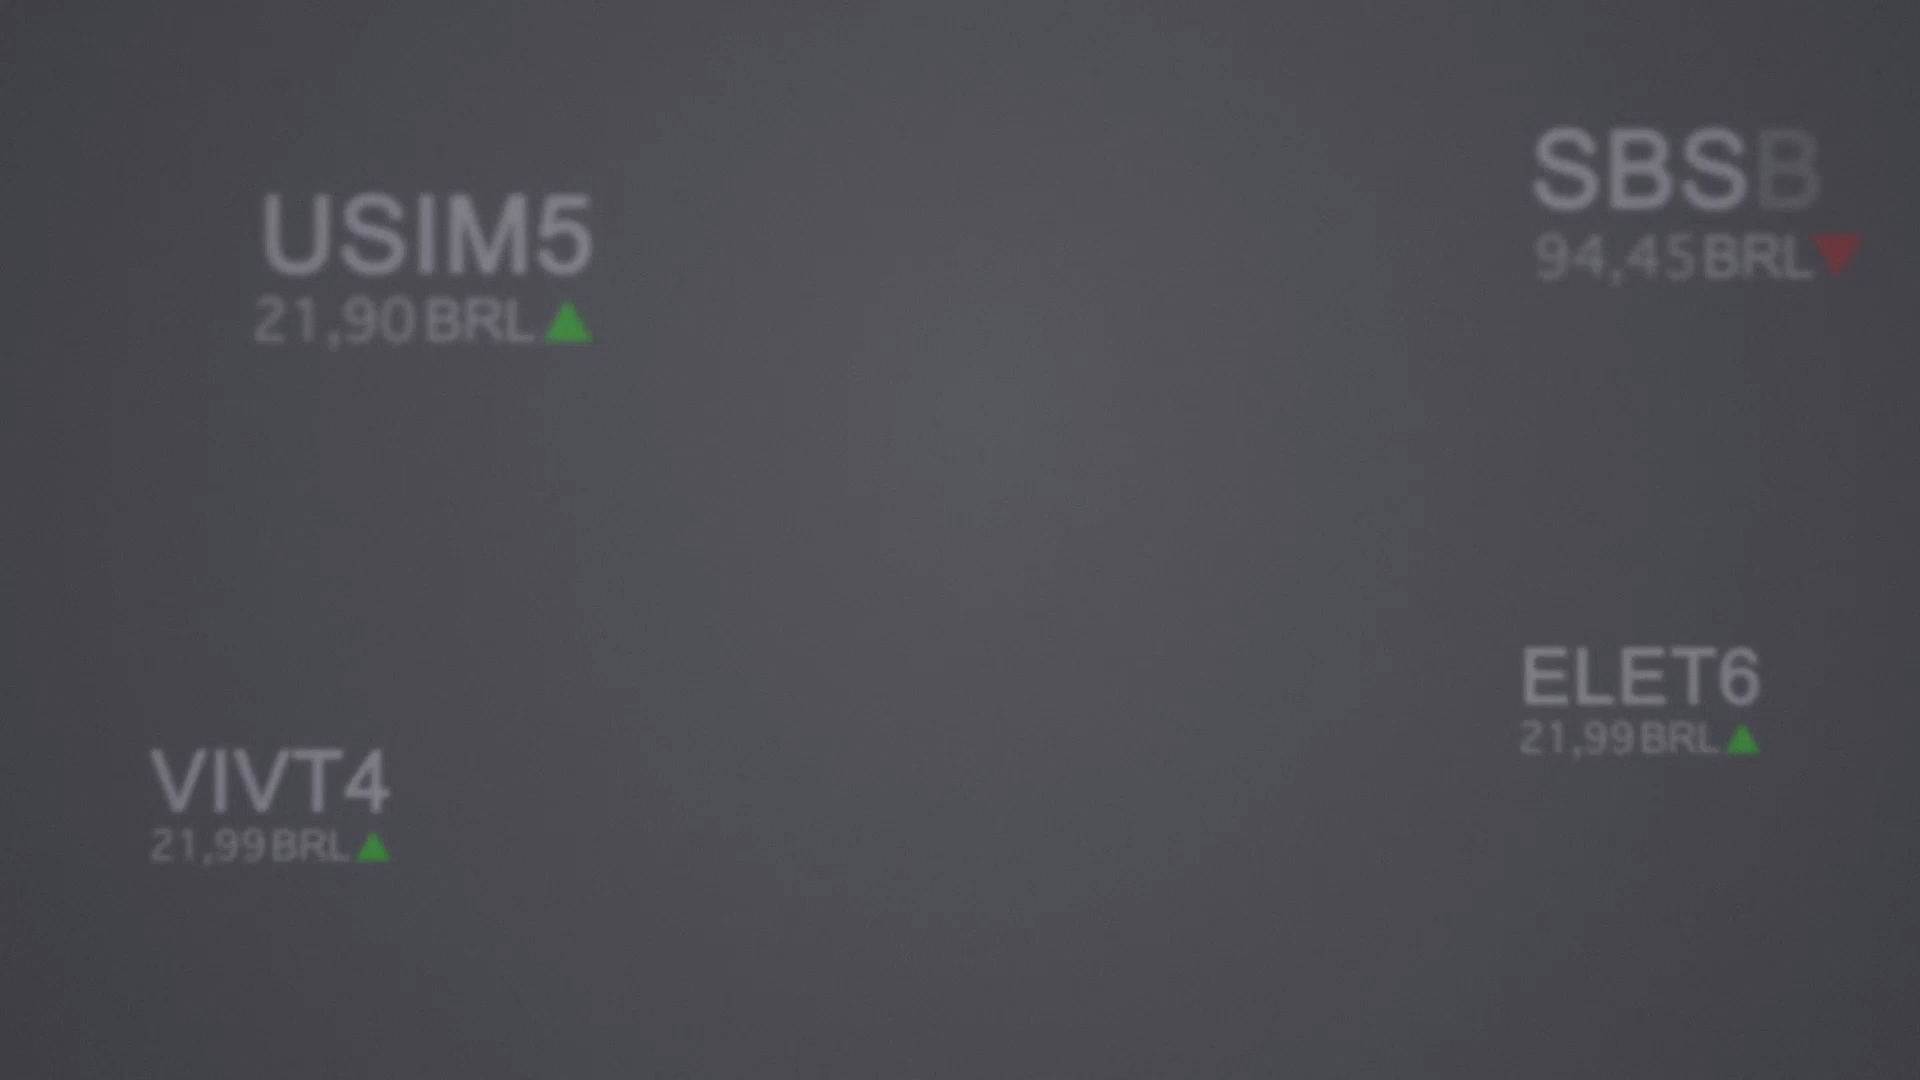 USIM5
21,90 BRL
SBSB
94,45 BRL
ELET6
21,99 BRL
VIVT4
21,99 BRL